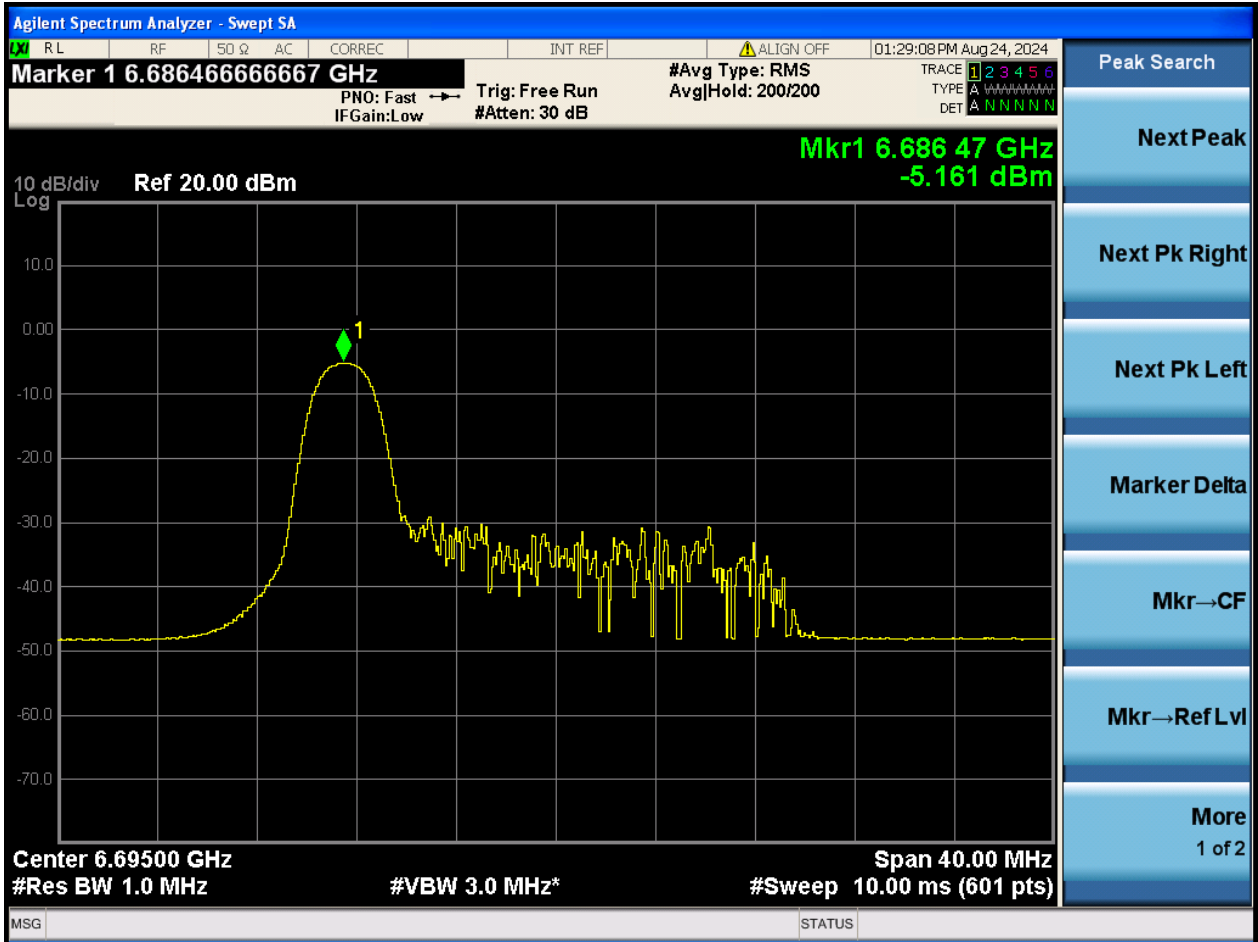 Agilent Spectrum Analyzer - Swept SA
LXI RL RF 50 Ω AC CORREC INT REF ALIGN OFF 01:29:08 PM Aug 24, 2024
Marker 1 6.686466666667 GHz
PNO: Fast
IFGain:Low
Trig: Free Run
#Atten: 30 dB
#Avg Type: RMS
Avg|Hold: 200/200
TRACE 1 2 3 4 5 6
TYPE A
DET A N N N N N
Mkr1 6.686 47 GHz
-5.161 dBm
10 dB/div Ref 20.00 dBm
Log
10.0
0.00
-10.0
-20.0
-30.0
-40.0
-50.0
-60.0
-70.0
1
Center 6.69500 GHz Span 40.00 MHz
#Res BW 1.0 MHz #VBW 3.0 MHz* #Sweep 10.00 ms (601 pts)
MSG STATUS
Peak Search
Next Peak
Next Pk Right
Next Pk Left
Marker Delta
Mkr→CF
Mkr→Ref Lvl
More
1 of 2